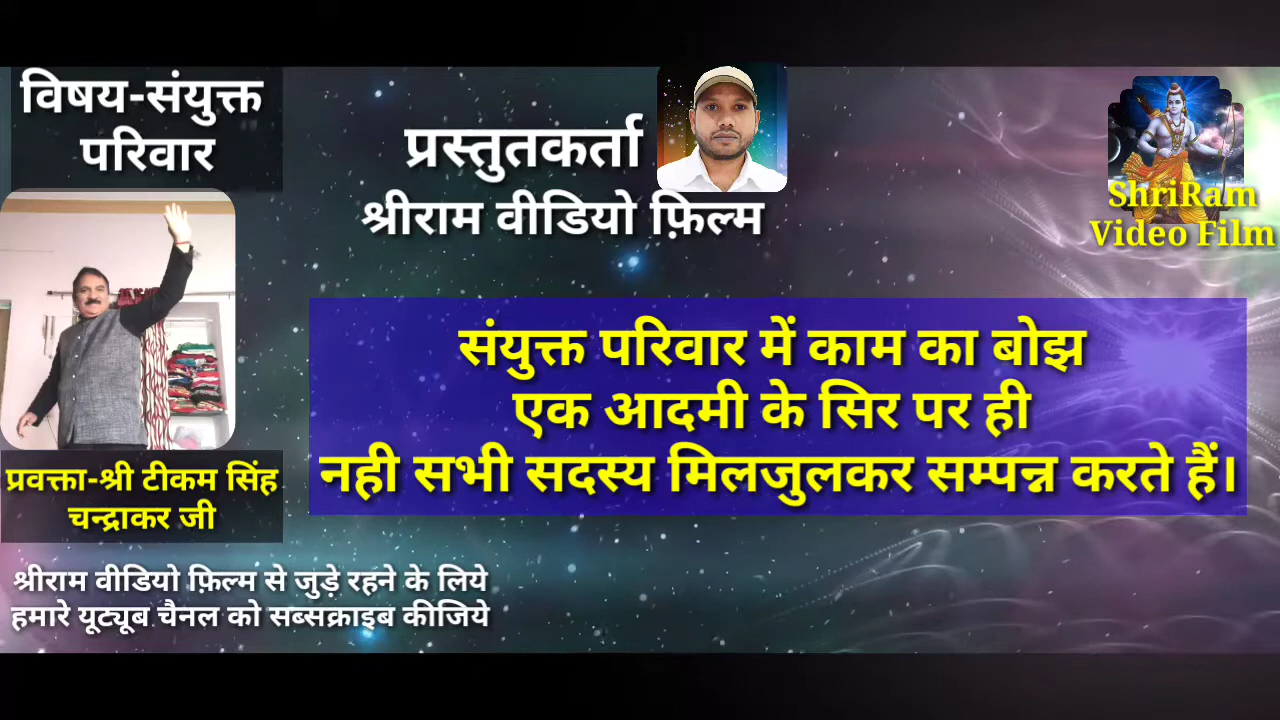 विषय-संयुक्त
परिवार
प्रस्तुतकर्ता
श्रीराम वीडियो फ़िल्म
ShriRam
Video Film
संयुक्त परिवार में काम का बोझ
एक आदमी के सिर पर ही
नही सभी सदस्य मिलजुलकर सम्पन्न करते हैं।
प्रवक्ता-श्री टीकम सिंह
चन्द्राकर जी
श्रीराम वीडियो फ़िल्म से जुड़े रहने के लिये
हमारे यूट्यूब चैनल को सब्सक्राइब कीजिये